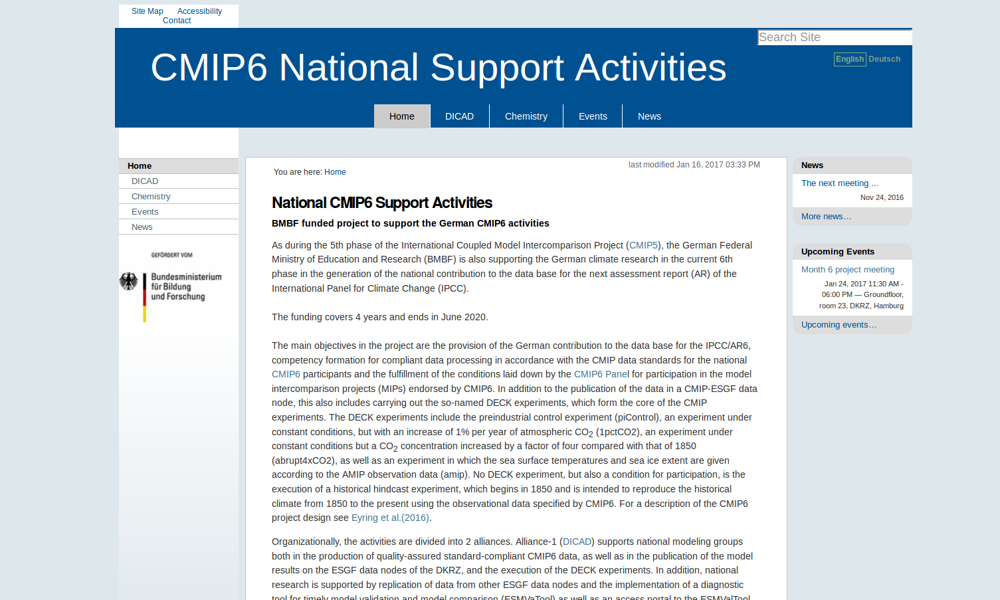 Site Map Accessibility
Contact
Search Site
CMIP6 National Support Activities
English Deutsch
Home DICAD Chemistry Events News
Home
DICAD
Chemistry
Events
News
GEFÖRDERT VOM
Bundesministerium
für Bildung
und Forschung
last modified Jan 16, 2017 03:33 PM
You are here: Home
National CMIP6 Support Activities
BMBF funded project to support the German CMIP6 activities
As during the 5th phase of the International Coupled Model Intercomparison Project (CMIP5), the German Federal
Ministry of Education and Research (BMBF) is also supporting the German climate research in the current 6th
phase in the generation of the national contribution to the data base for the next assessment report (AR) of the
International Panel for Climate Change (IPCC).
The funding covers 4 years and ends in June 2020.
The main objectives in the project are the provision of the German contribution to the data base for the IPCC/AR6,
competency formation for compliant data processing in accordance with the CMIP data standards for the national
CMIP6 participants and the fulfillment of the conditions laid down by the CMIP6 Panel for participation in the model
intercomparison projects (MIPs) endorsed by CMIP6. In addition to the publication of the data in a CMIP-ESGF data
node, this also includes carrying out the so-named DECK experiments, which form the core of the CMIP
experiments. The DECK experiments include the preindustrial control experiment (piControl), an experiment under
constant conditions, but with an increase of 1% per year of atmospheric CO2 (1pctCO2), an experiment under
constant conditions but a CO2 concentration increased by a factor of four compared with that of 1850
(abrupt4xCO2), as well as an experiment in which the sea surface temperatures and sea ice extent are given
according to the AMIP observation data (amip). No DECK experiment, but also a condition for participation, is the
execution of a historical hindcast experiment, which begins in 1850 and is intended to reproduce the historical
climate from 1850 to the present using the observational data specified by CMIP6. For a description of the CMIP6
project design see Eyring et al.(2016).
Organizationally, the activities are divided into 2 alliances. Alliance-1 (DICAD) supports national modeling groups
both in the production of quality-assured standard-compliant CMIP6 data, as well as in the publication of the model
results on the ESGF data nodes of the DKRZ, and the execution of the DECK experiments. In addition, national
research is supported by replication of data from other ESGF data nodes and the implementation of a diagnostic
tool for timely model validation and model comparison (ESMVaTool) as well as an access portal to the ESMValTool
News
The next meeting ...
Nov 24, 2016
More news…
Upcoming Events
Month 6 project meeting
Jan 24, 2017 11:30 AM -
06:00 PM — Groundfloor,
room 23, DKRZ, Hamburg
Upcoming events…